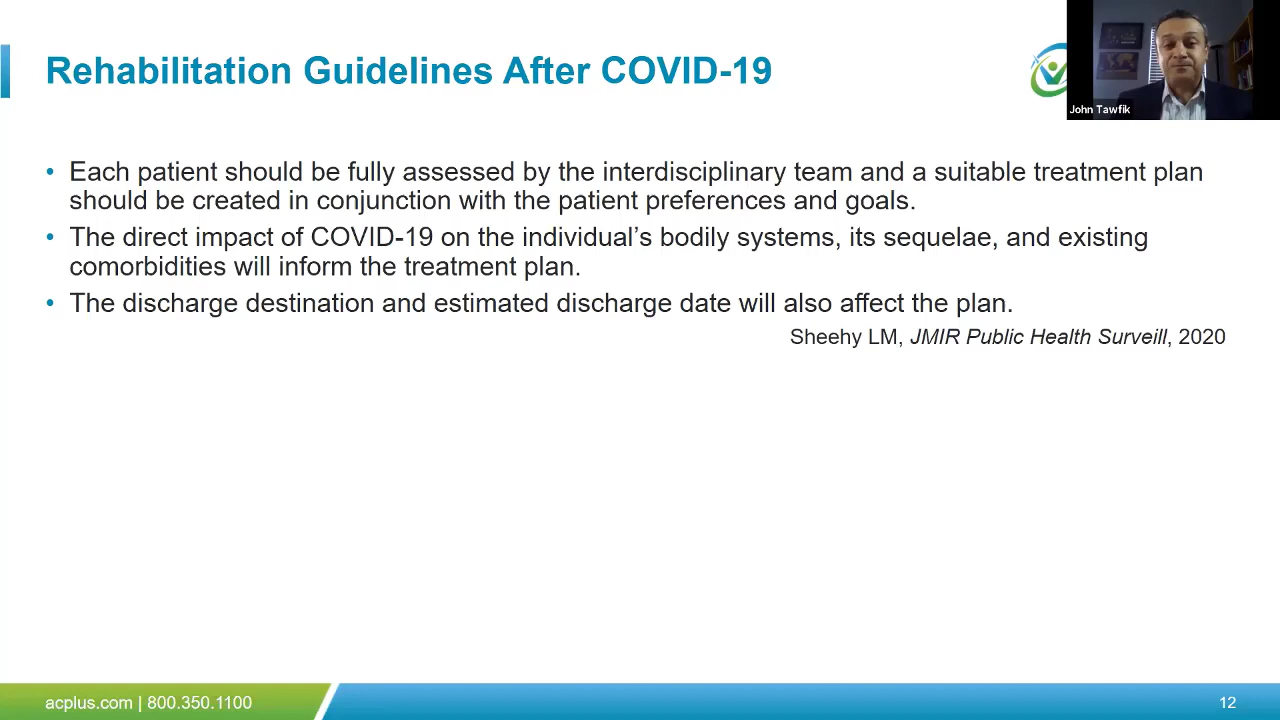 Rehabilitation Guidelines After COVID-19
John Tawfik
• Each patient should be fully assessed by the interdisciplinary team and a suitable treatment plan
should be created in conjunction with the patient preferences and goals.
• The direct impact of COVID-19 on the individual’s bodily systems, its sequelae, and existing
comorbidities will inform the treatment plan.
• The discharge destination and estimated discharge date will also affect the plan.
Sheehy LM, JMIR Public Health Surveill, 2020
acplus.com | 800.350.1100
12